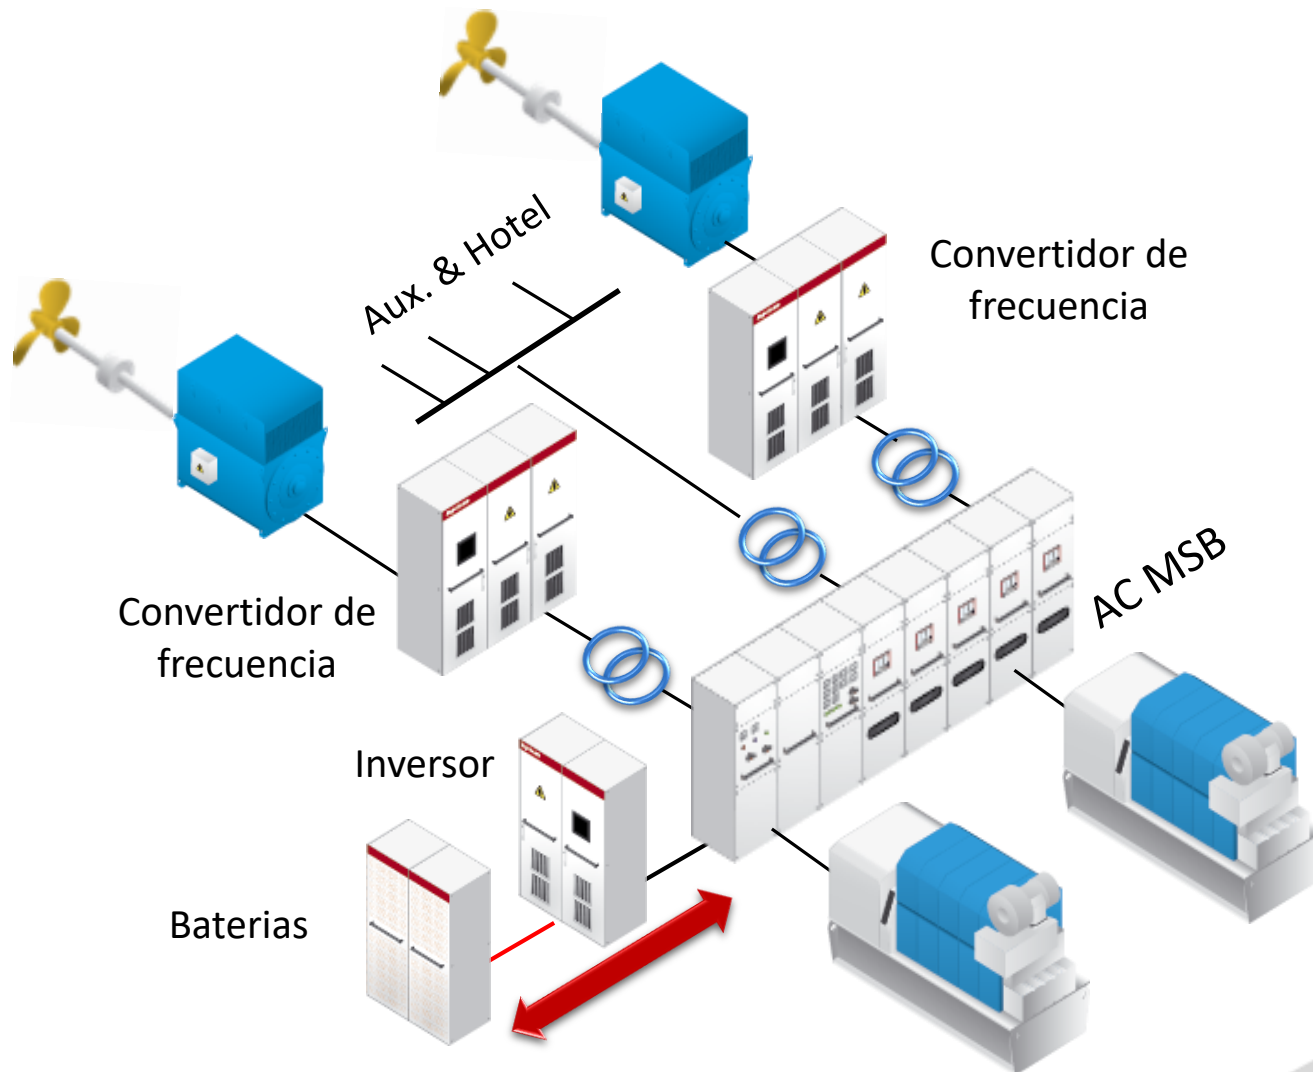 Aux. & Hotel
Convertidor de
frecuencia
AC MSB
Convertidor de
frecuencia
Inversor
Baterias